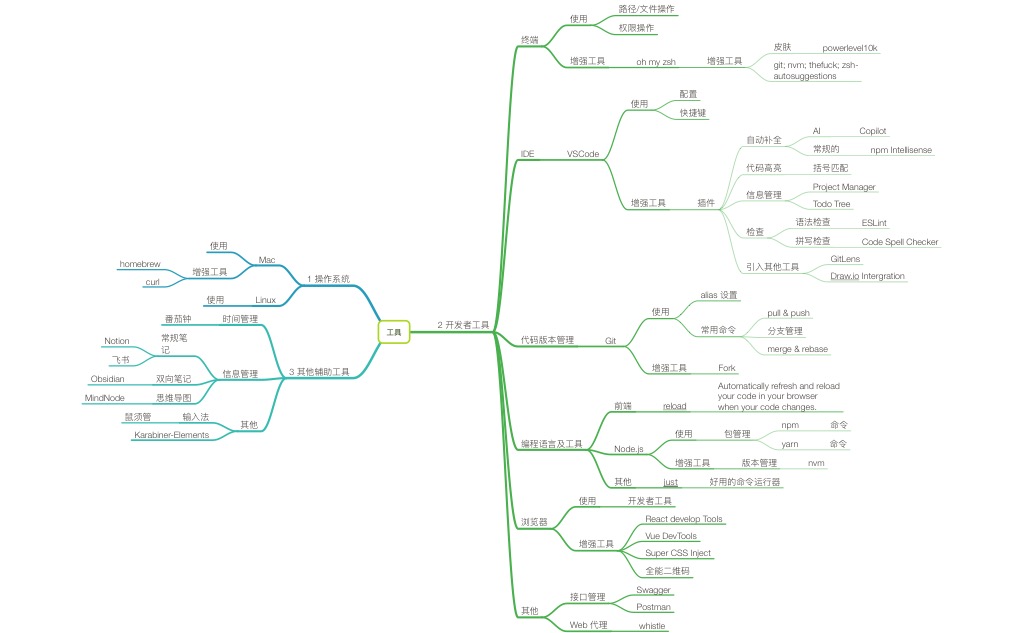 工具
1 操作系统
Mac
使用
增强工具
homebrew
curl
Linux
使用
2 开发者工具
终端
使用
路径/文件操作
权限操作
增强工具
oh my zsh
增强工具
皮肤
powerlevel10k
git; nvm; thefuck; zsh-
autosuggestions
IDE
VSCode
使用
配置
快捷键
增强工具
插件
自动补全
AI
Copilot
常规的
npm Intellisense
代码高亮
括号匹配
信息管理
Project Manager
Todo Tree
检查
语法检查
ESLint
拼写检查
Code Spell Checker
引入其他工具
GitLens
Draw.io Intergration
代码版本管理
Git
使用
alias 设置
常用命令
pull & push
分支管理
merge & rebase
增强工具
Fork
编程语言及工具
前端
reload
Automatically refresh and reload
your code in your browser
when your code changes.
Node.js
使用
包管理
npm
命令
yarn
命令
增强工具
版本管理
nvm
其他
just
好用的命令运行器
浏览器
使用
开发者工具
增强工具
React develop Tools
Vue DevTools
Super CSS Inject
全能二维码
其他
接口管理
Swagger
Postman
Web 代理
whistle
3 其他辅助工具
时间管理
番茄钟
信息管理
常规笔
记
Notion
飞书
双向笔记
Obsidian
思维导图
MindNode
其他
输入法
鼠须管
Karabiner-Elements